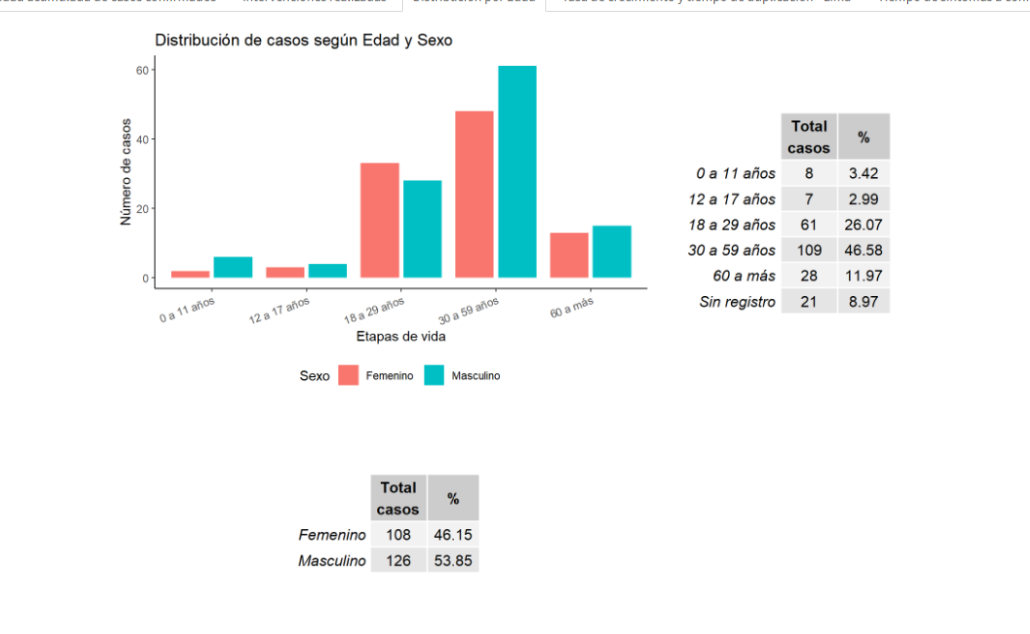 Distribución de casos según Edad y Sexo
60
40
20
0
Número de casos
0 a 11 años
12 a 17 años
18 a 29 años
30 a 59 años
60 a más
Etapas de vida
Sexo Femenino Masculino
Total casos %
0 a 11 años 8 3.42
12 a 17 años 7 2.99
18 a 29 años 61 26.07
30 a 59 años 109 46.58
60 a más 28 11.97
Sin registro 21 8.97
Total casos %
Femenino 108 46.15
Masculino 126 53.85